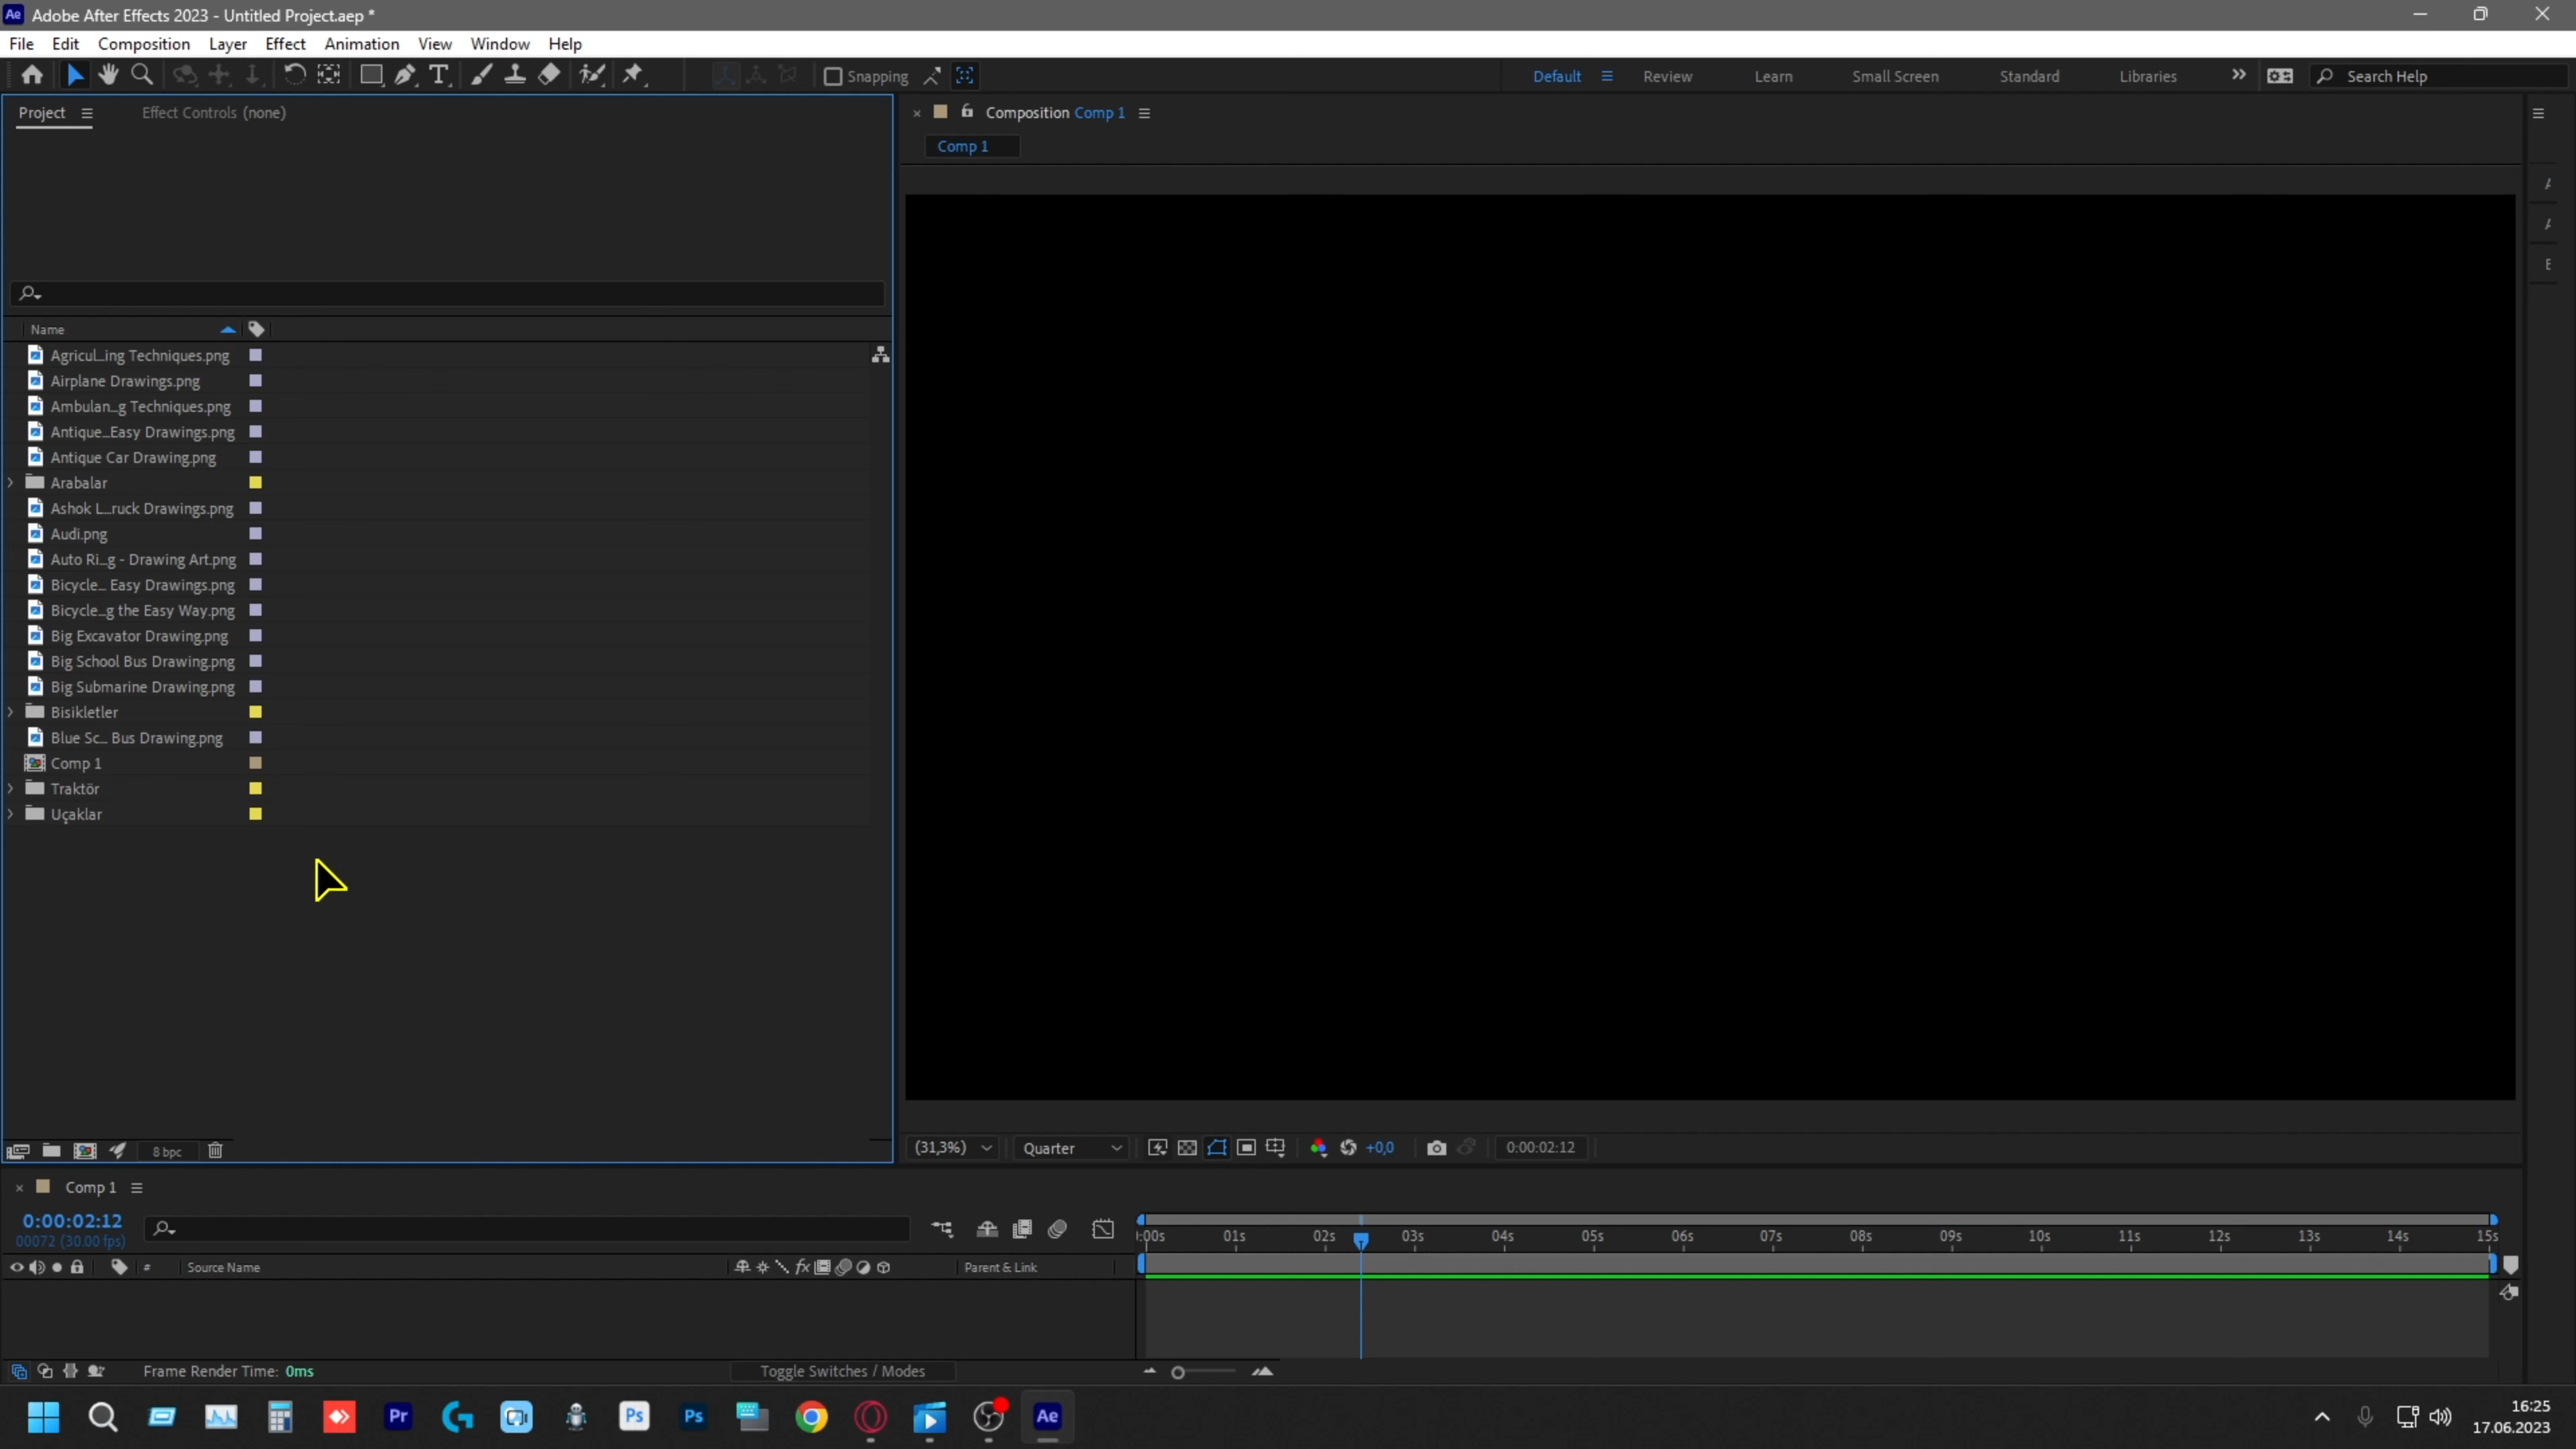 Adobe After Effects 2023 - Untitled Project.aep *
File Edit Composition Layer Effect Animation View Window Help
Snapping
Default Review Learn Small Screen Standard Libraries
Search Help
Project Effect Controls (none)
Composition Comp 1
Comp 1
Name
Agricul...ing Techniques.png
Airplane Drawings.png
Ambulan...g Techniques.png
Antique...Easy Drawings.png
Antique Car Drawing.png
Arabalar
Ashok L...ruck Drawings.png
Audi.png
Auto Ri...g - Drawing Art.png
Bicycle... Easy Drawings.png
Bicycle...g the Easy Way.png
Big Excavator Drawing.png
Big School Bus Drawing.png
Big Submarine Drawing.png
Bisikletler
Blue Sc... Bus Drawing.png
Comp 1
Traktör
Uçaklar
8 bpc
(31,3%) Quarter +0,0 0:00:02:12
Comp 1
0:00:02:12
00072 (30.00 fps)
:00s 01s 02s 03s 04s 05s 06s 07s 08s 09s 10s 11s 12s 13s 14s 15s
# Source Name fx Parent & Link
Frame Render Time: 0ms Toggle Switches / Modes
Pr Ps Ps Ae
16:25
17.06.2023